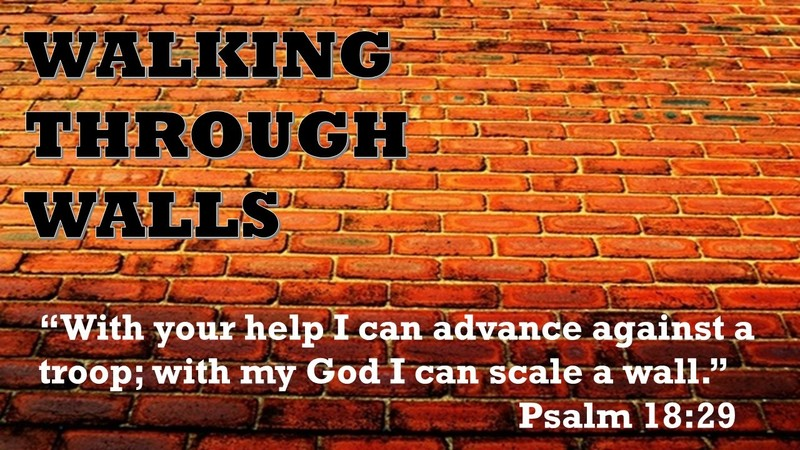 WALKING
THROUGH
WALLS
“With your help I can advance against a
troop; with my God I can scale a wall.”
Psalm 18:29